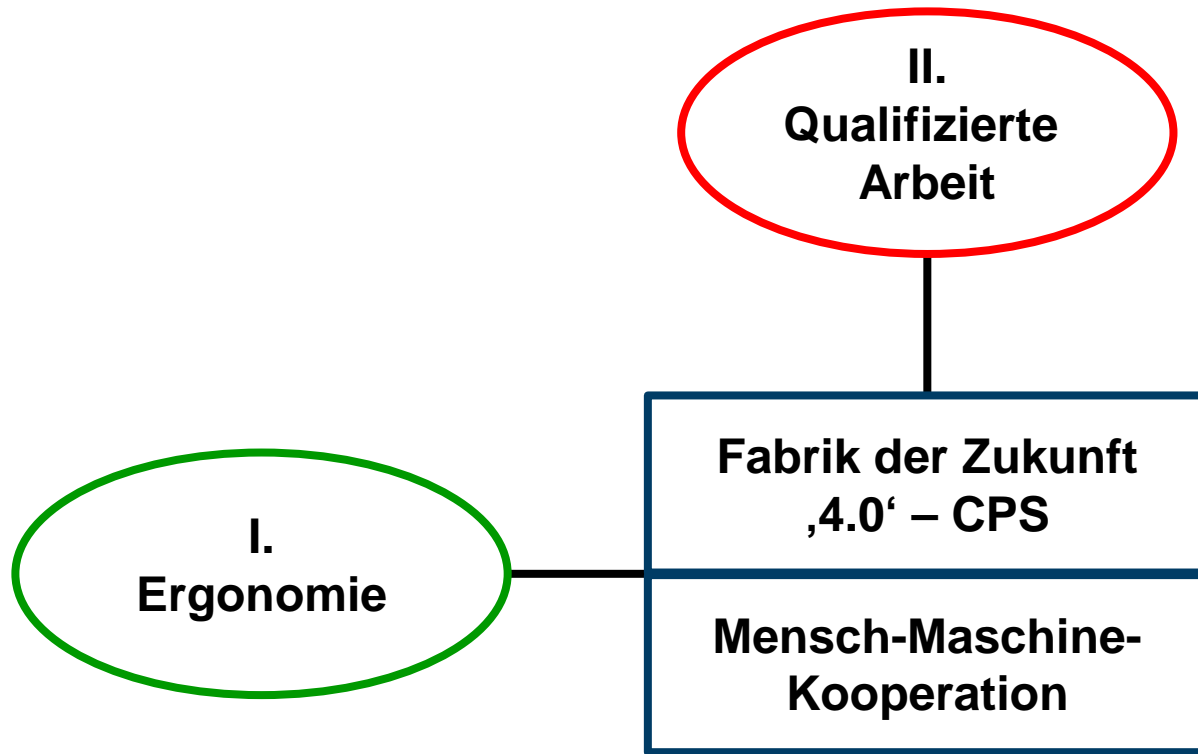 II.
Qualifizierte
Arbeit
Fabrik der Zukunft
‚4.0‘ – CPS
I.
Ergonomie
Mensch-Maschine-
Kooperation